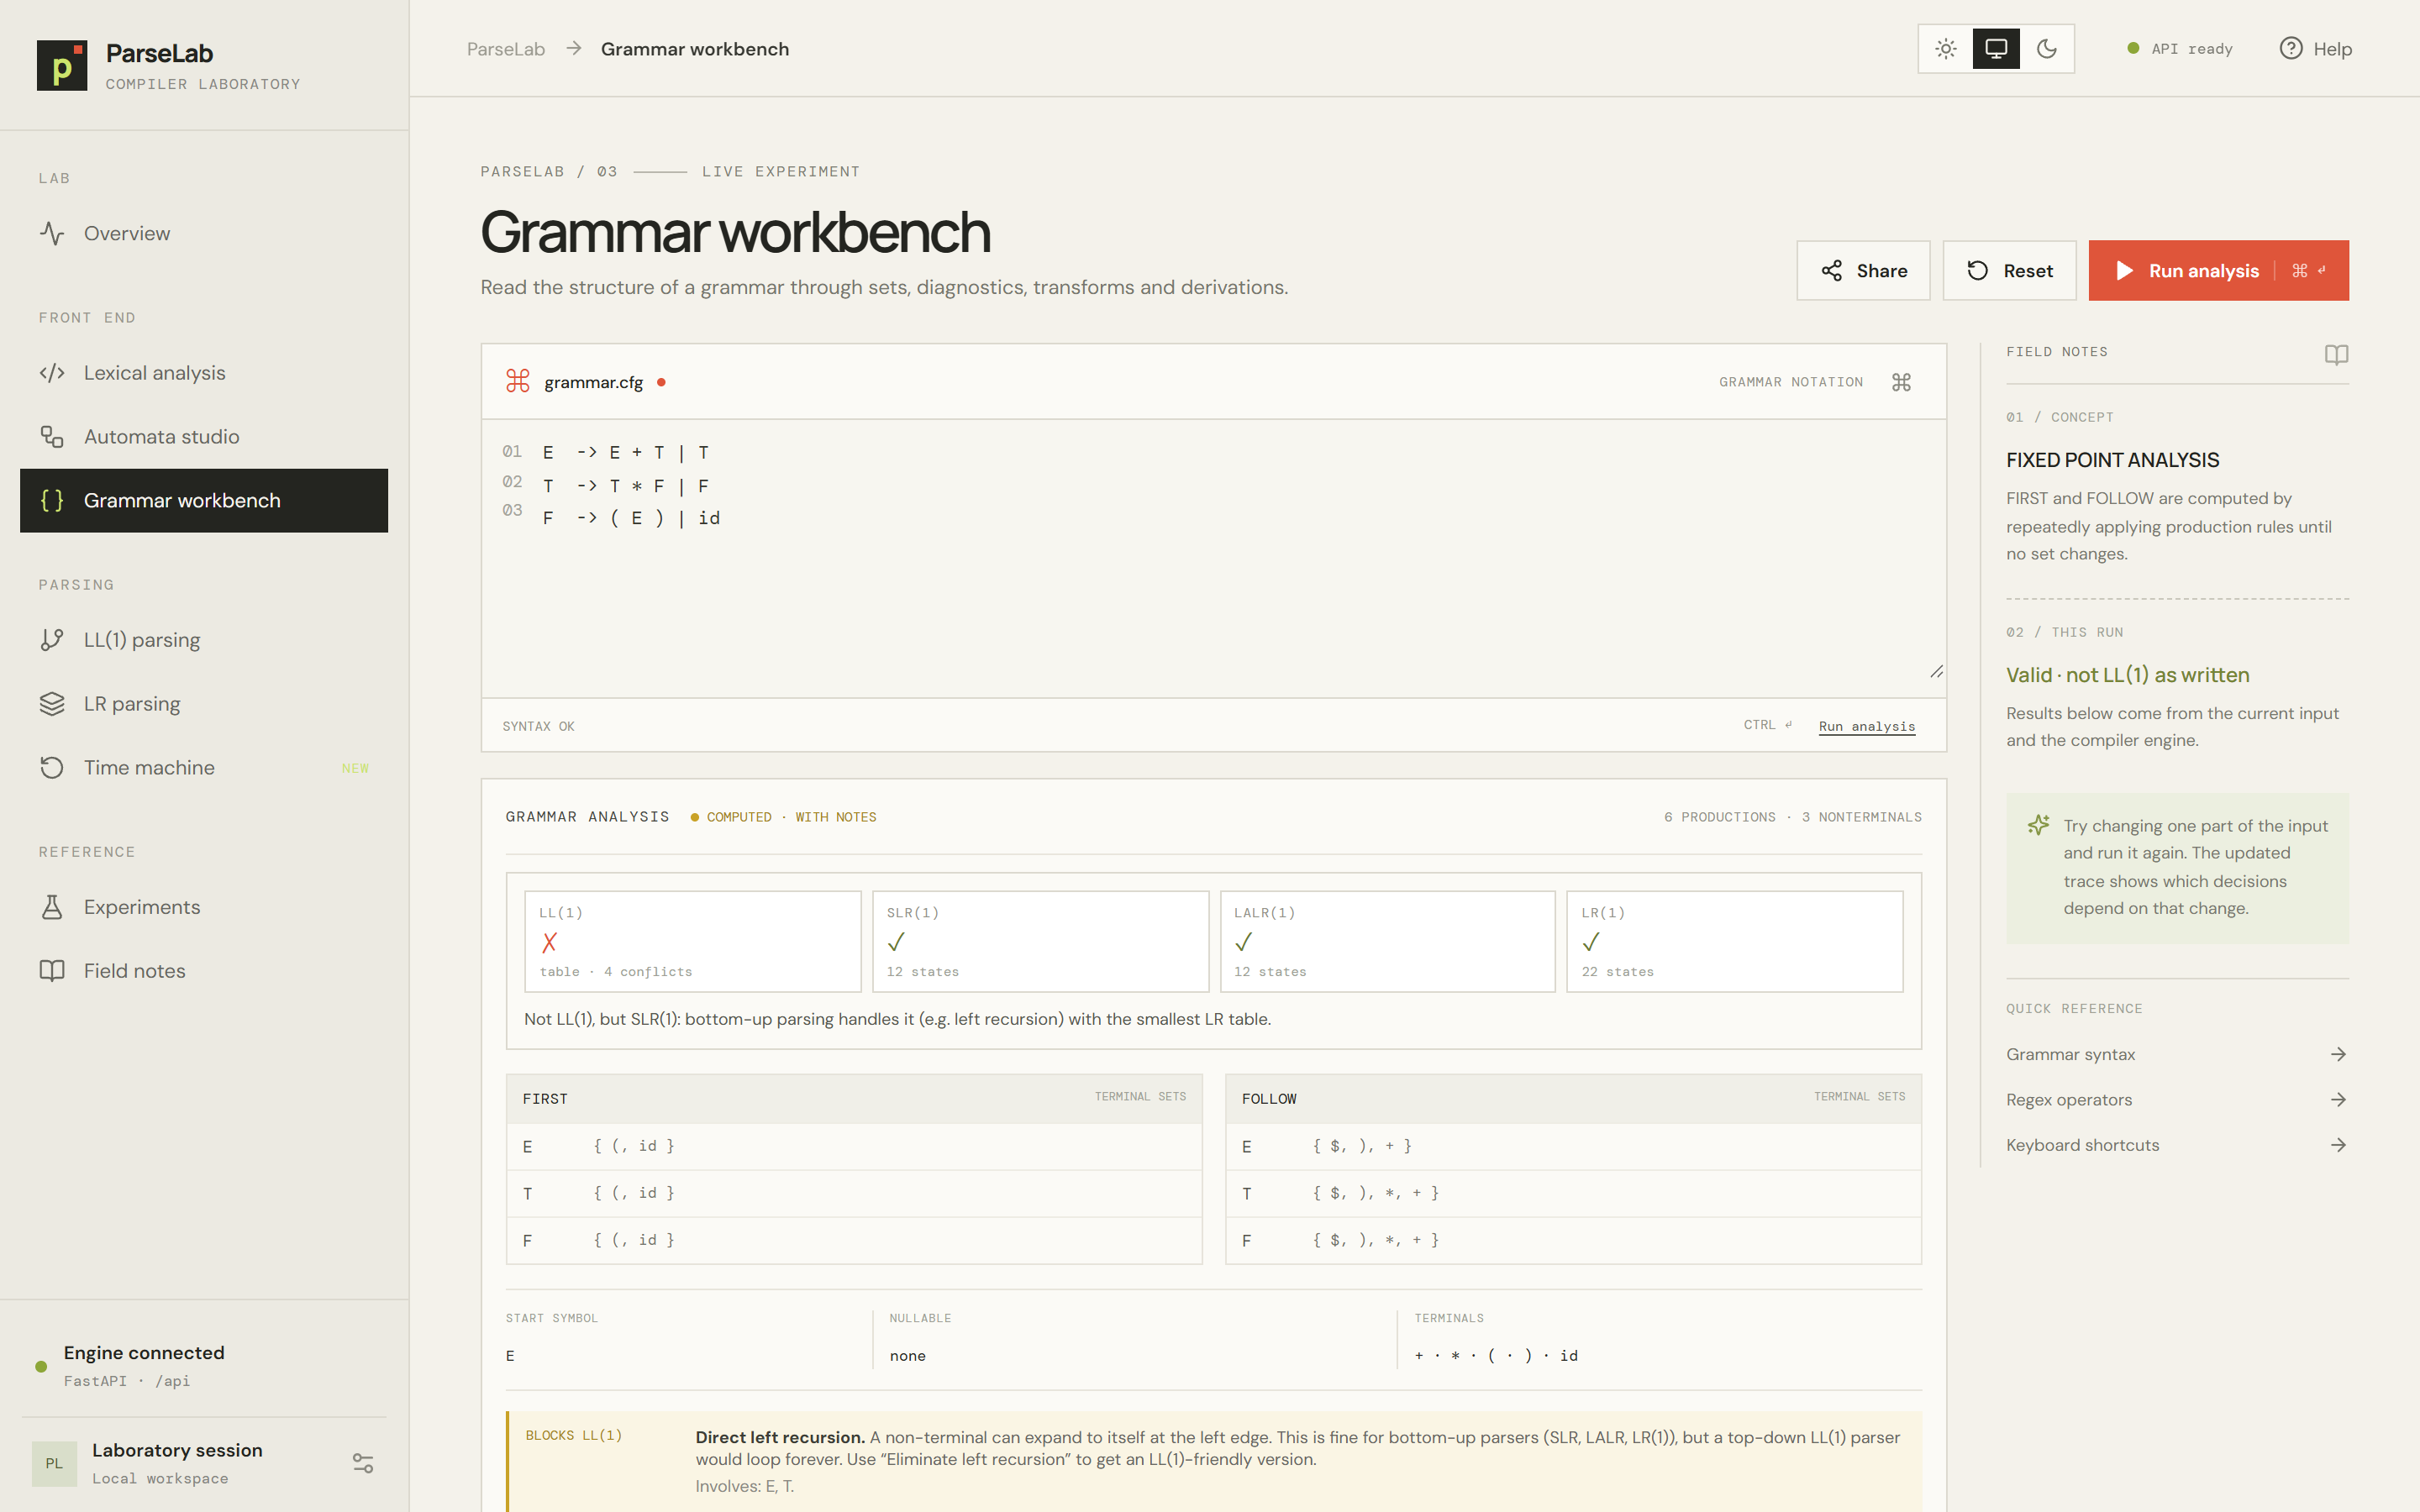 p
ParseLab
COMPILER LABORATORY
LAB
Overview
FRONT END
Lexical analysis
Automata studio
Grammar workbench
PARSING
LL(1) parsing
LR parsing
Time machine NEW
REFERENCE
Experiments
Field notes
Engine connected
FastAPI · /api
PL
Laboratory session
Local workspace
ParseLab → Grammar workbench
API ready
Help
PARSELAB / 03 LIVE EXPERIMENT
Grammar workbench
Read the structure of a grammar through sets, diagnostics, transforms and derivations.
Share
Reset
Run analysis ⌘ ↵
grammar.cfg
GRAMMAR NOTATION ⌘
01 E -> E + T | T
02 T -> T * F | F
03 F -> ( E ) | id
SYNTAX OK
CTRL ↵ Run analysis
GRAMMAR ANALYSIS COMPUTED · WITH NOTES
6 PRODUCTIONS · 3 NONTERMINALS
LL(1)
✗
table · 4 conflicts
SLR(1)
✓
12 states
LALR(1)
✓
12 states
LR(1)
✓
22 states
Not LL(1), but SLR(1): bottom-up parsing handles it (e.g. left recursion) with the smallest LR table.
FIRST TERMINAL SETS
E { (, id }
T { (, id }
F { (, id }
FOLLOW TERMINAL SETS
E { $, ), + }
T { $, ), *, + }
F { $, ), *, + }
START SYMBOL
E
NULLABLE
none
TERMINALS
+ · * · ( · ) · id
BLOCKS LL(1)
Direct left recursion. A non-terminal can expand to itself at the left edge. This is fine for bottom-up parsers (SLR, LALR, LR(1)), but a top-down LL(1) parser
would loop forever. Use “Eliminate left recursion” to get an LL(1)-friendly version.
Involves: E, T.
FIELD NOTES
01 / CONCEPT
FIXED POINT ANALYSIS
FIRST and FOLLOW are computed by
repeatedly applying production rules until
no set changes.
02 / THIS RUN
Valid · not LL(1) as written
Results below come from the current input
and the compiler engine.
Try changing one part of the input
and run it again. The updated
trace shows which decisions
depend on that change.
QUICK REFERENCE
Grammar syntax →
Regex operators →
Keyboard shortcuts →